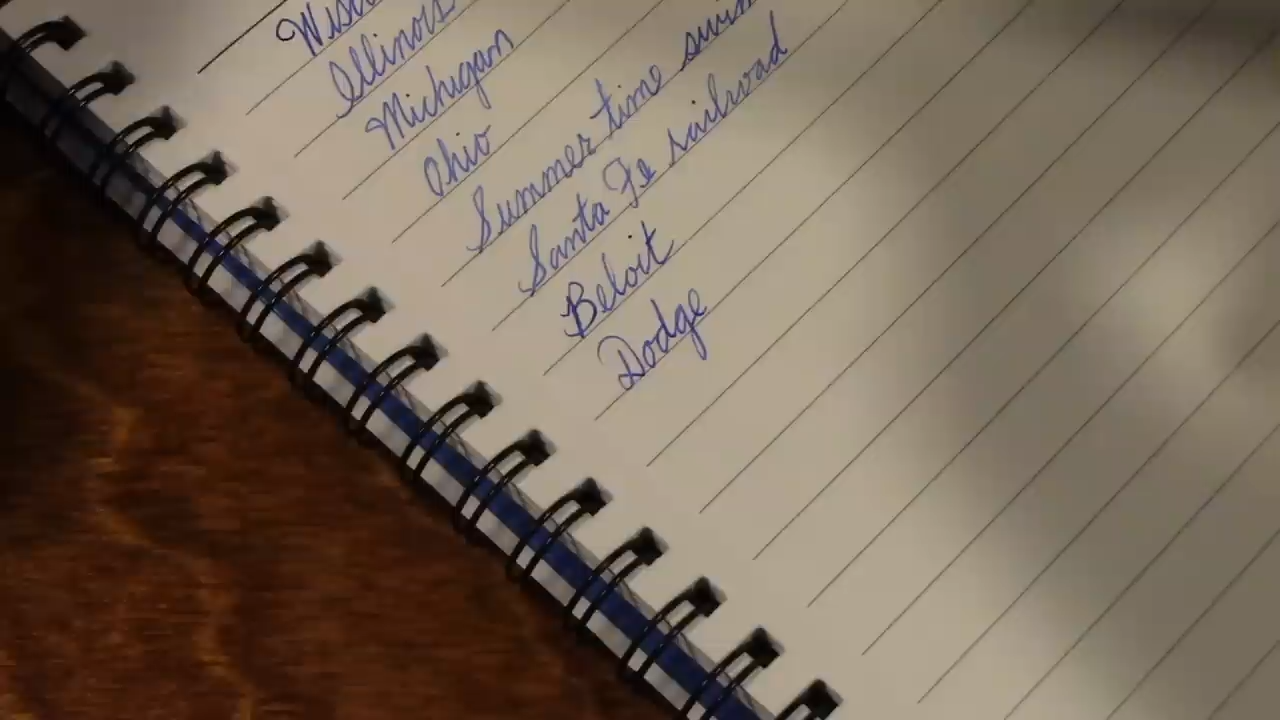 Illinois
Michigan
Ohio
Summer time
Santa Fe railroad
Beloit
Dodge